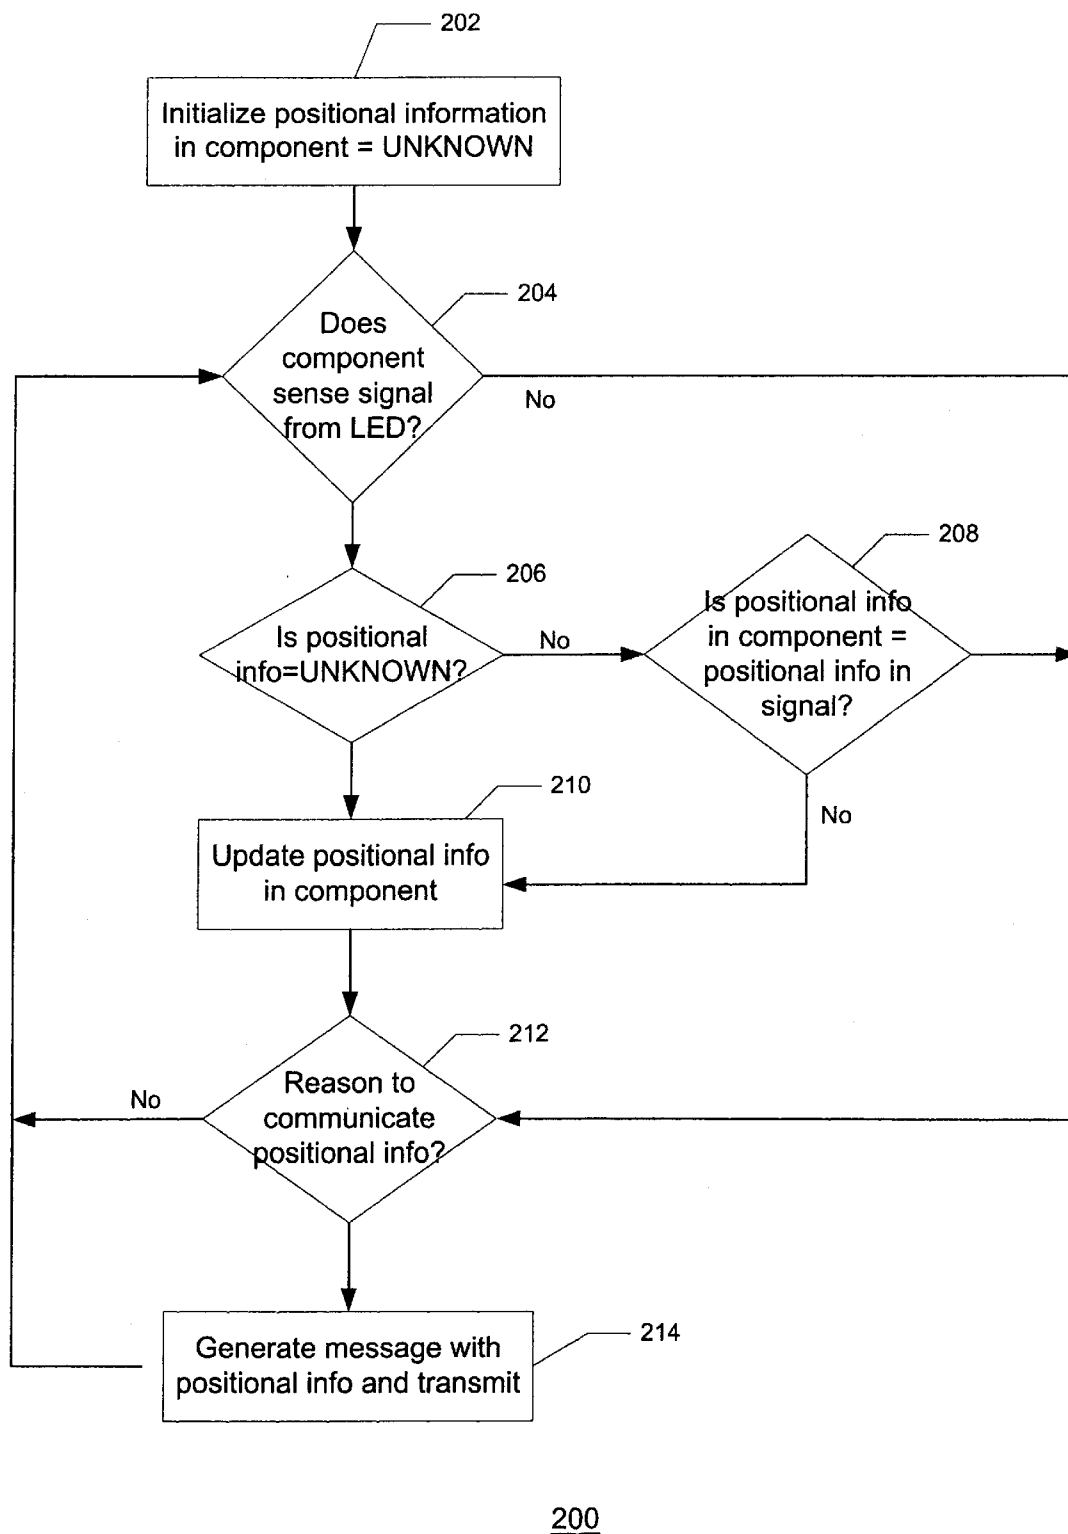 202
Initialize positional information
in component = UNKNOWN
204
Does
component
sense signal
from LED?
No
208
206
Is positional info
in component =
positional info in
signal?
Is positional
info=UNKNOWN?
No
210
No
Update positional info
in component
212
Reason to
communicate
positional info?
No
214
Generate message with
positional info and transmit
200